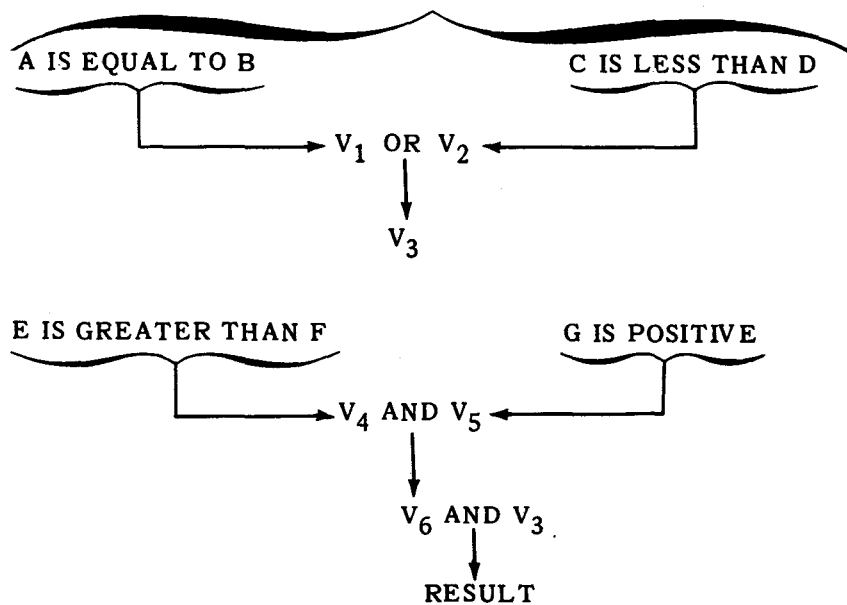 A IS EQUAL TO B C IS LESS THAN D
V1 OR V2
V3
E IS GREATER THAN F G IS POSITIVE
V4 AND V5
V6 AND V3
RESULT